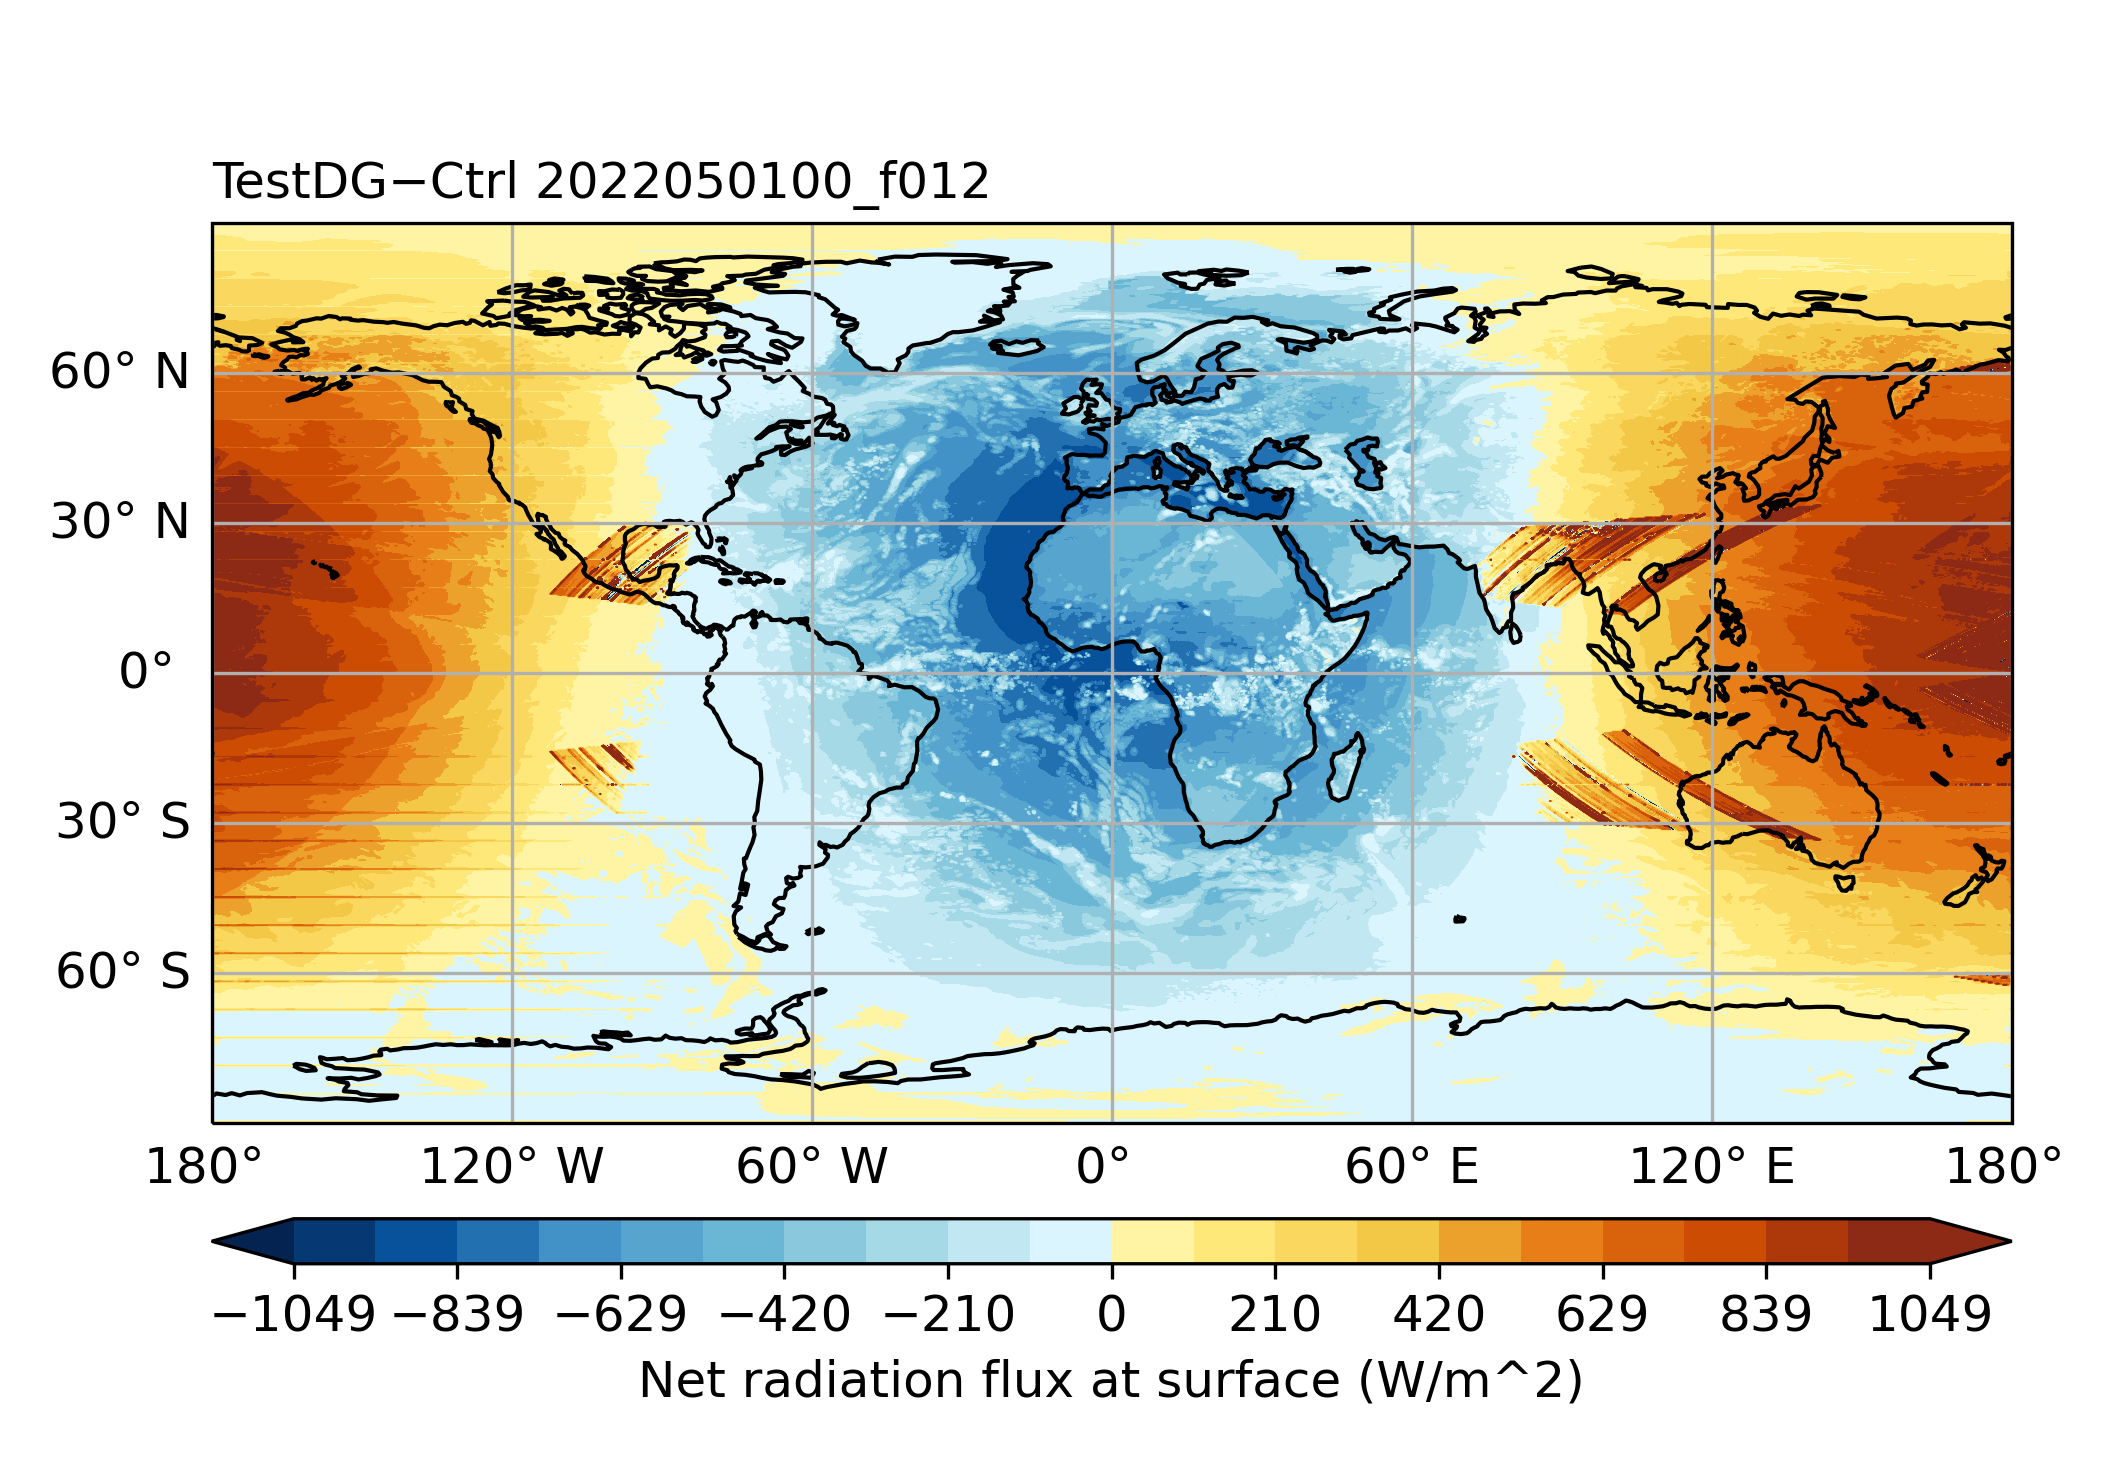 TestDG−Ctrl 2022050100_f012
60° N
30° N
0°
30° S
60° S
180° 120° W 60° W 0° 60° E 120° E 180°
−1049 −839 −629 −420 −210 0 210 420 629 839 1049
Net radiation flux at surface (W/m^2)